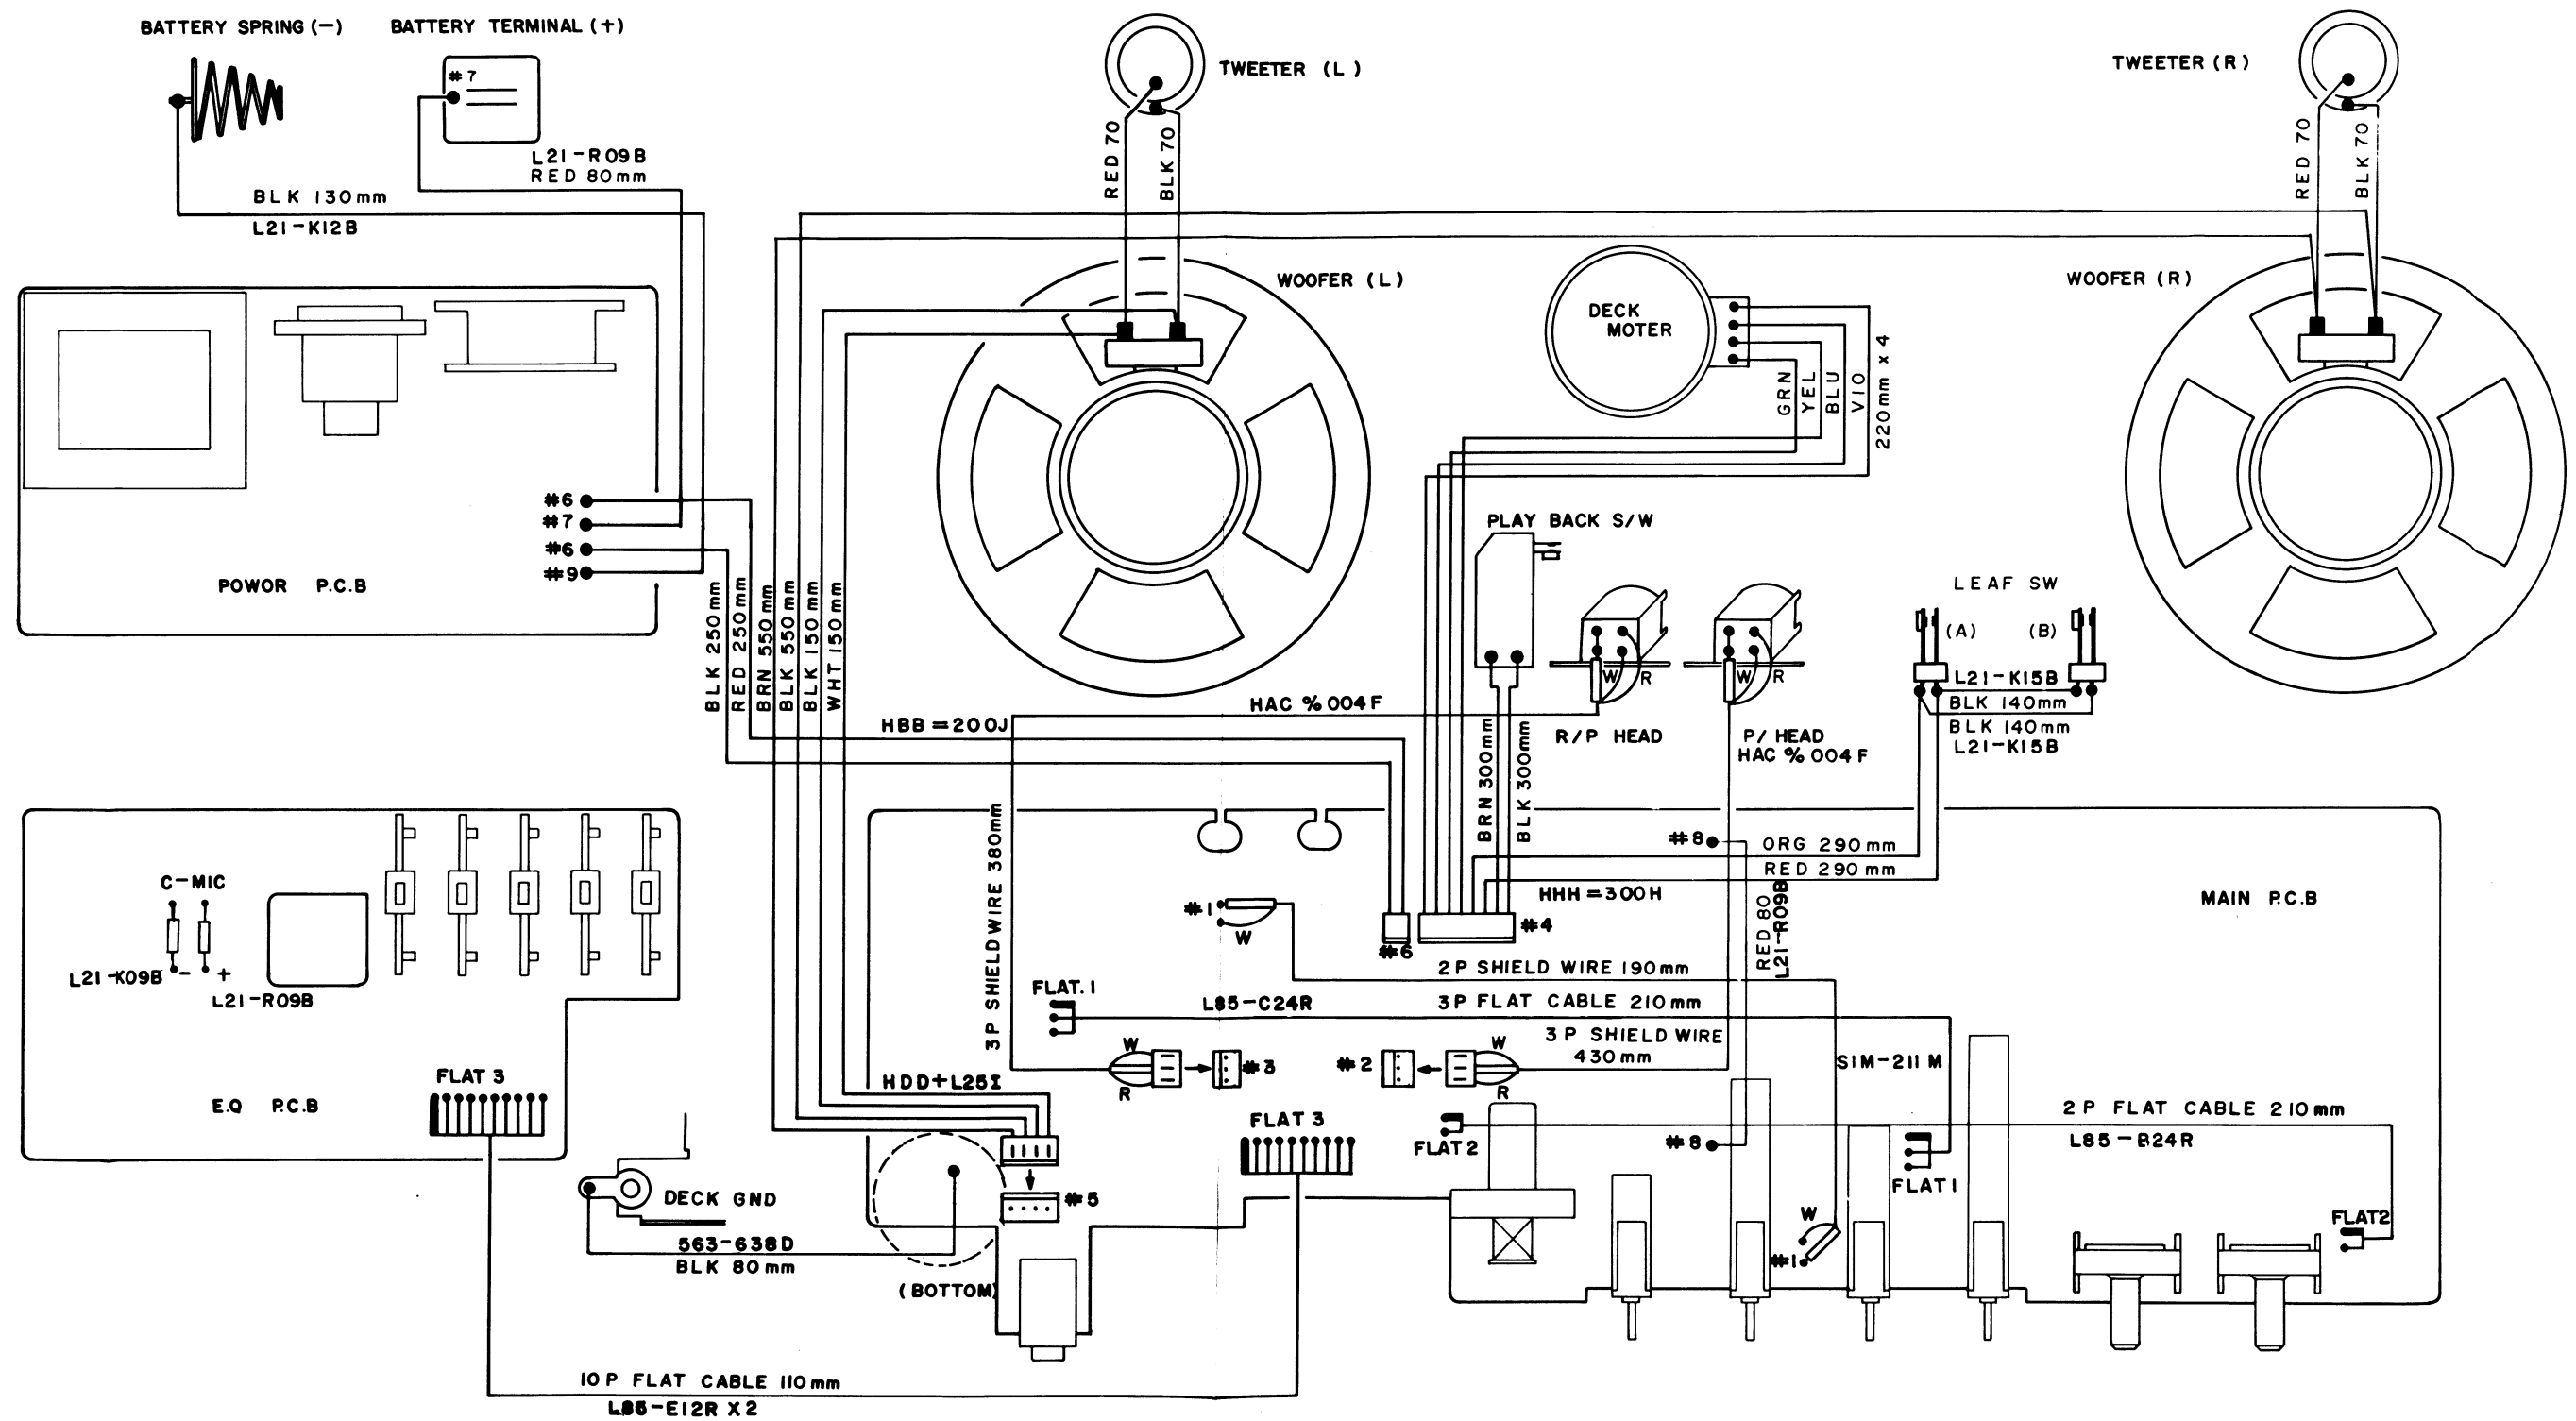 BATTERY SPRING (−)
BATTERY TERMINAL (+)
#7
L21-R09B
RED 80mm
BLK 130mm
L21-K12B
TWEETER (L)
RED 70
BLK 70
TWEETER (R)
RED 70
BLK 70
WOOFER (L)
WOOFER (R)
DECK
MOTER
GRN
YEL
BLU
VIO
220mm x 4
#6
#7
#6
#9
POWOR P.C.B
BLK 250mm
RED 250mm
BRN 550mm
BLK 550mm
BLK 150mm
WHT 150mm
PLAY BACK S/W
LEAF SW
(A)
(B)
W
R
W
R
L21-K15B
BLK 140mm
BLK 140mm
L21-K15B
HAC % 004F
HBB=200J
R/P HEAD
P/HEAD
HAC % 004F
BRN 300mm
BLK 300mm
3P SHIELD WIRE 380mm
#8
ORG 290mm
RED 290mm
HHH=300H
RED 80
L21-R09B
MAIN P.C.B
C-MIC
L21-K09B
−
+
L21-R09B
#1
W
#6
#4
2P SHIELD WIRE 190mm
FLAT.1
L85-C24R
3P FLAT CABLE 210mm
3P SHIELD WIRE
430mm
W
R
#3
#2
W
R
S1M-211M
FLAT 3
E.Q P.C.B
HDD+L25I
FLAT 3
FLAT 2
#8
2P FLAT CABLE 210mm
L85-B24R
FLAT 1
DECK GND
#5
563-638D
BLK 80mm
(BOTTOM)
W
#1
FLAT2
10P FLAT CABLE 110mm
L85-E12R X2